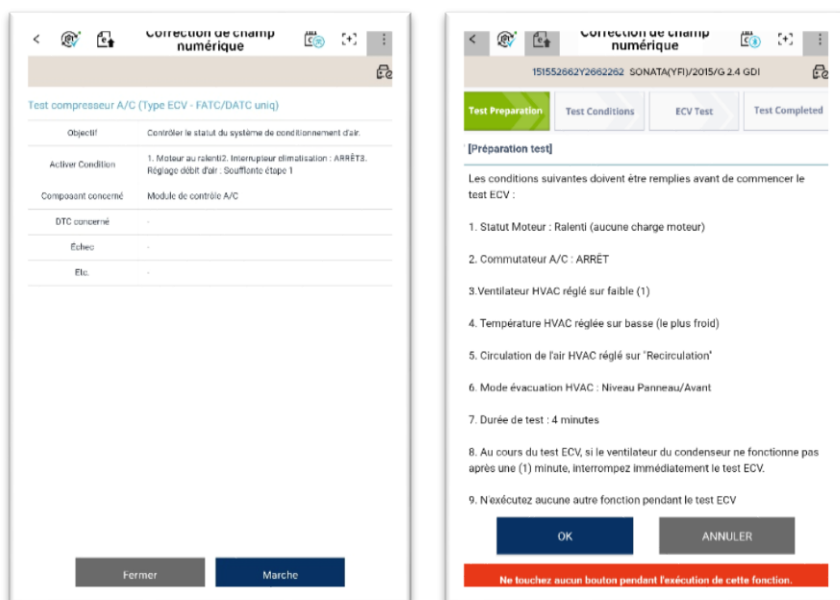 Correction de champ
numérique
Test compresseur A/C (Type ECV - FATC/DATC uniq)
Objectif
Contrôler le statut du système de conditionnement d'air.
Activer Condition
1. Moteur au ralenti2. Interrupteur climatisation : ARRÊT3.
Réglage débit d'air : Soufflante étape 1
Composant concerné
Module de contrôle A/C
DTC concerné
-
Échec
-
Etc.
-
Fermer
Marche
Correction de champ
numérique
151552662Y2662262 SONATA(YFI)/2015/G 2.4 GDI
Test Preparation
Test Conditions
ECV Test
Test Completed
[Préparation test]
Les conditions suivantes doivent être remplies avant de commencer le
test ECV :
1. Statut Moteur : Ralenti (aucune charge moteur)
2. Commutateur A/C : ARRÊT
3.Ventilateur HVAC réglé sur faible (1)
4. Température HVAC réglée sur basse (le plus froid)
5. Circulation de l'air HVAC réglé sur "Recirculation"
6. Mode évacuation HVAC : Niveau Panneau/Avant
7. Durée de test : 4 minutes
8. Au cours du test ECV, si le ventilateur du condenseur ne fonctionne pas
après une (1) minute, interrompez immédiatement le test ECV.
9. N'exécutez aucune autre fonction pendant le test ECV
OK
ANNULER
Ne touchez aucun bouton pendant l'exécution de cette fonction.